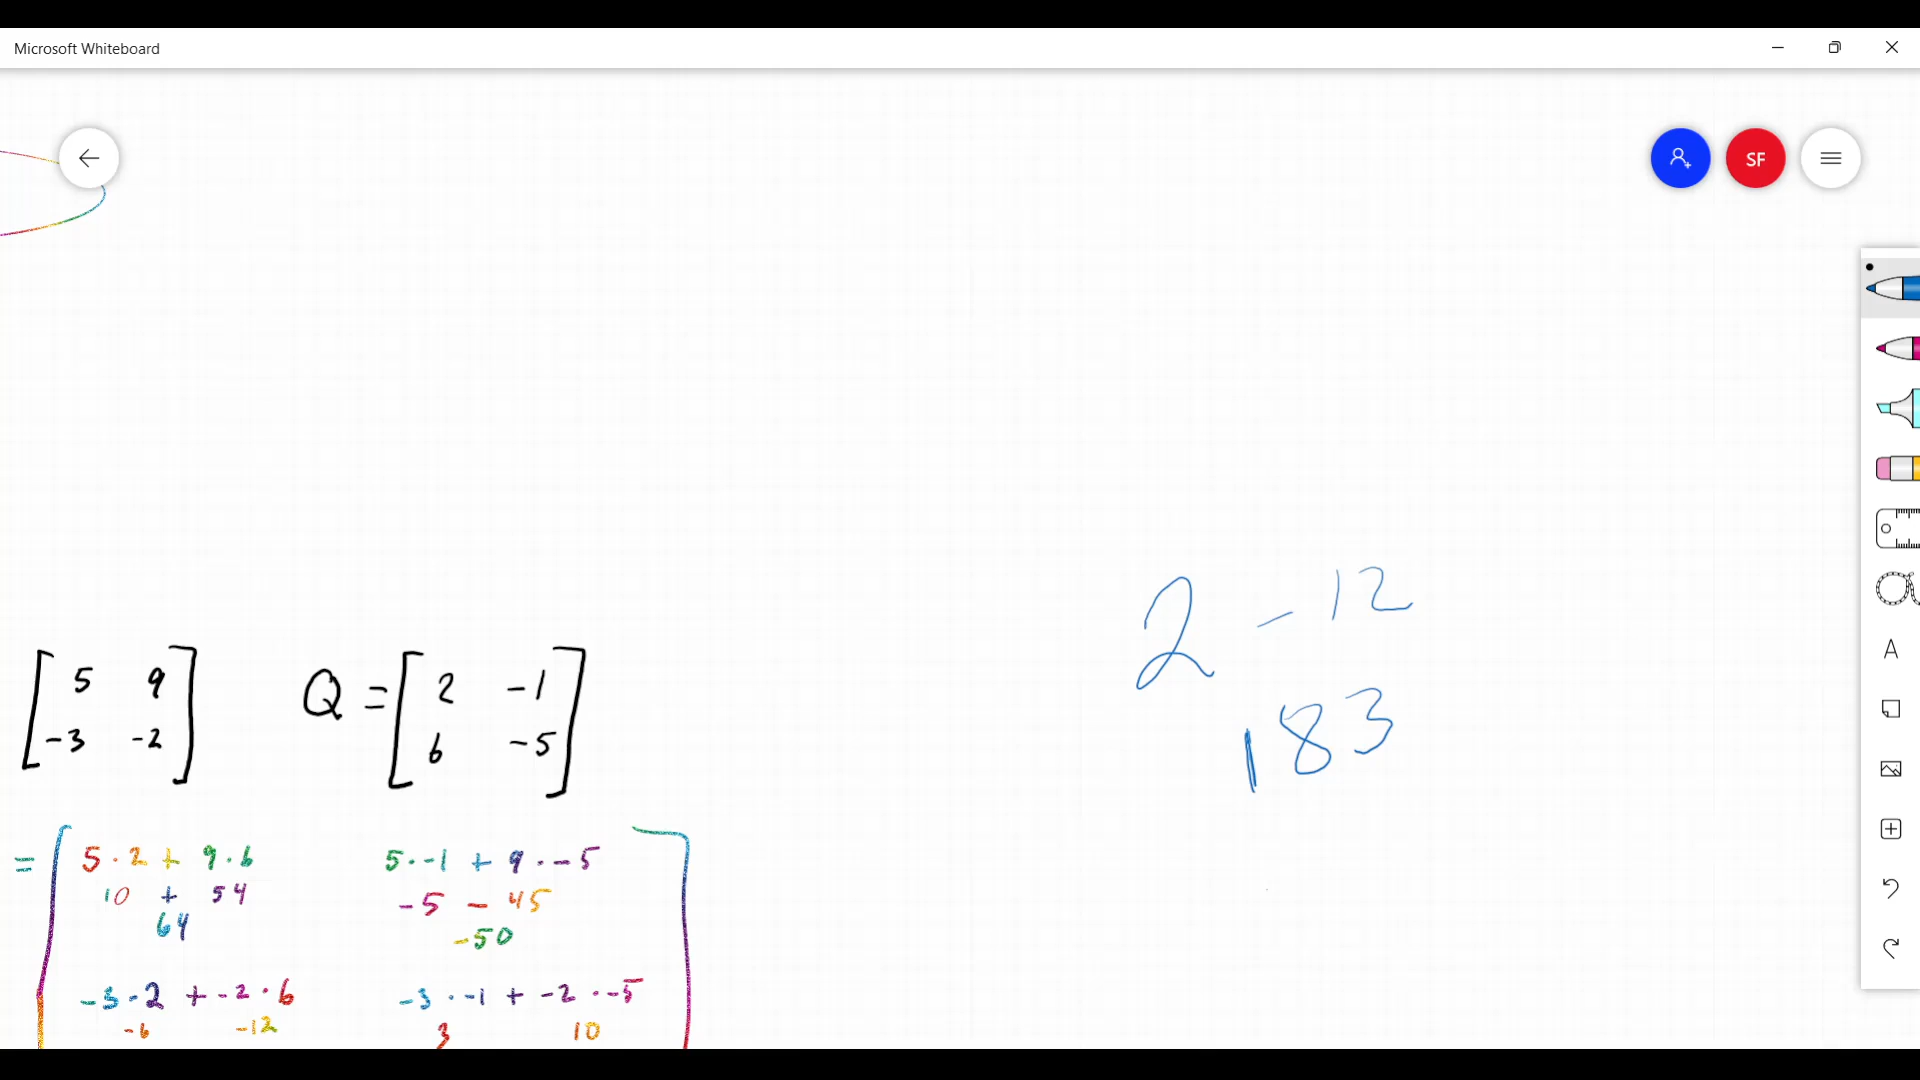 Microsoft Whiteboard
SF
2 -12
183
5 9
-3 -2
Q = 2 -1
6 -5
= 5·2 + 9·6 5·-1 + 9·-5
10 + 54 -5 - 45
64 -50
-3·2 + -2·6 -3·-1 + -2·-5
-6 -12 3 10
A